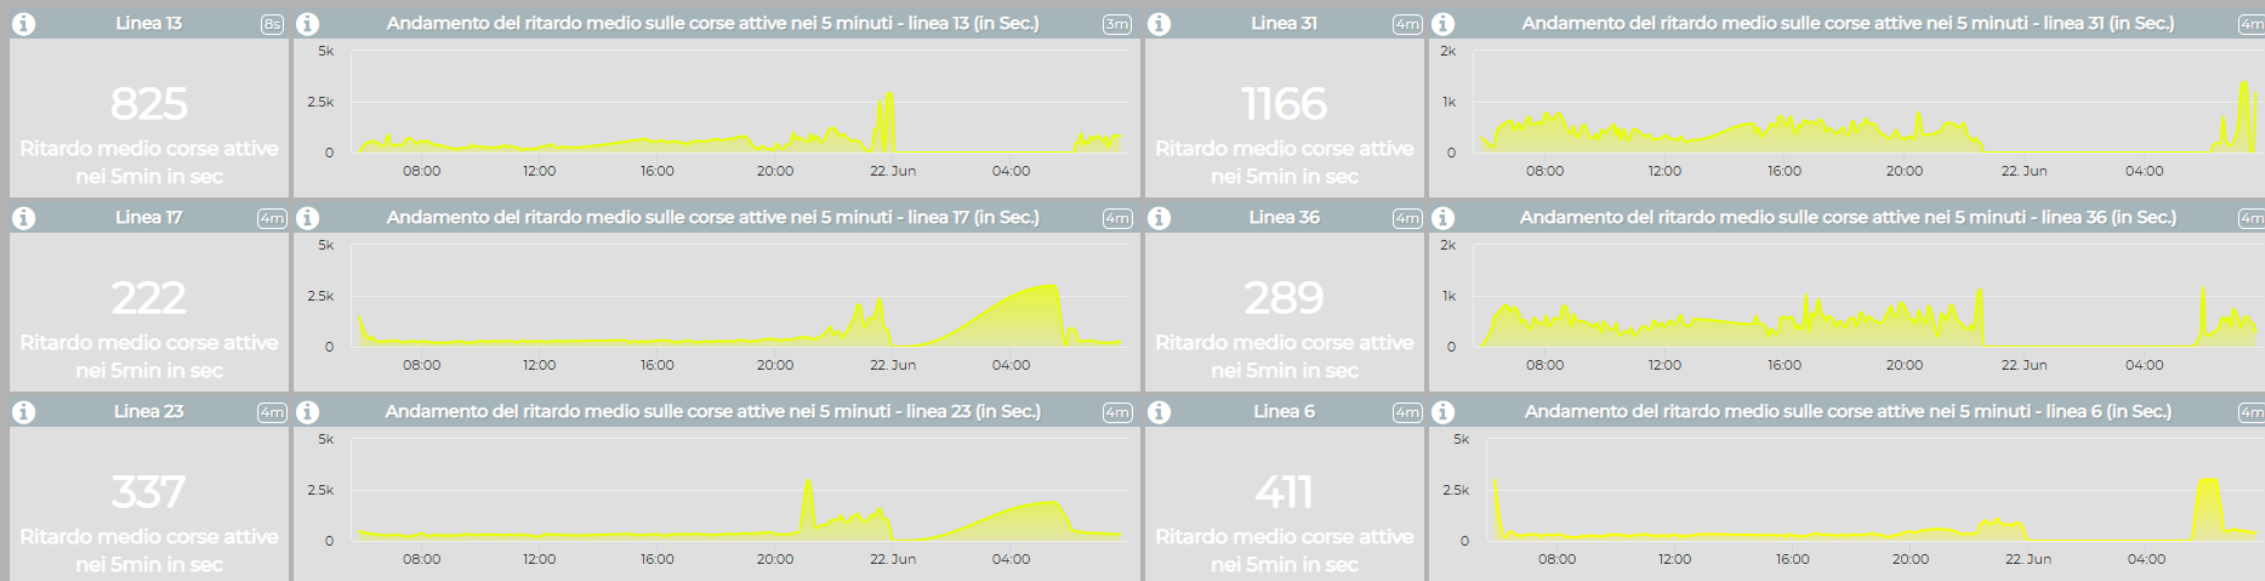 Linea 13
8s
Andamento del ritardo medio sulle corse attive nei 5 minuti - linea 13 (in Sec.)
3m
Linea 31
4m
Andamento del ritardo medio sulle corse attive nei 5 minuti - linea 31 (in Sec.)
4m
825
Ritardo medio corse attive
nei 5min in sec
5k
2.5k
0
08:00
12:00
16:00
20:00
22. Jun
04:00
1166
Ritardo medio corse attive
nei 5min in sec
2k
1k
0
08:00
12:00
16:00
20:00
22. Jun
04:00
Linea 17
4m
Andamento del ritardo medio sulle corse attive nei 5 minuti - linea 17 (in Sec.)
4m
Linea 36
4m
Andamento del ritardo medio sulle corse attive nei 5 minuti - linea 36 (in Sec.)
4m
222
Ritardo medio corse attive
nei 5min in sec
5k
2.5k
0
08:00
12:00
16:00
20:00
22. Jun
04:00
289
Ritardo medio corse attive
nei 5min in sec
2k
1k
0
08:00
12:00
16:00
20:00
22. Jun
04:00
Linea 23
4m
Andamento del ritardo medio sulle corse attive nei 5 minuti - linea 23 (in Sec.)
4m
Linea 6
4m
Andamento del ritardo medio sulle corse attive nei 5 minuti - linea 6 (in Sec.)
4m
337
Ritardo medio corse attive
nei 5min in sec
5k
2.5k
0
08:00
12:00
16:00
20:00
22. Jun
04:00
411
Ritardo medio corse attive
nei 5min in sec
5k
2.5k
0
08:00
12:00
16:00
20:00
22. Jun
04:00